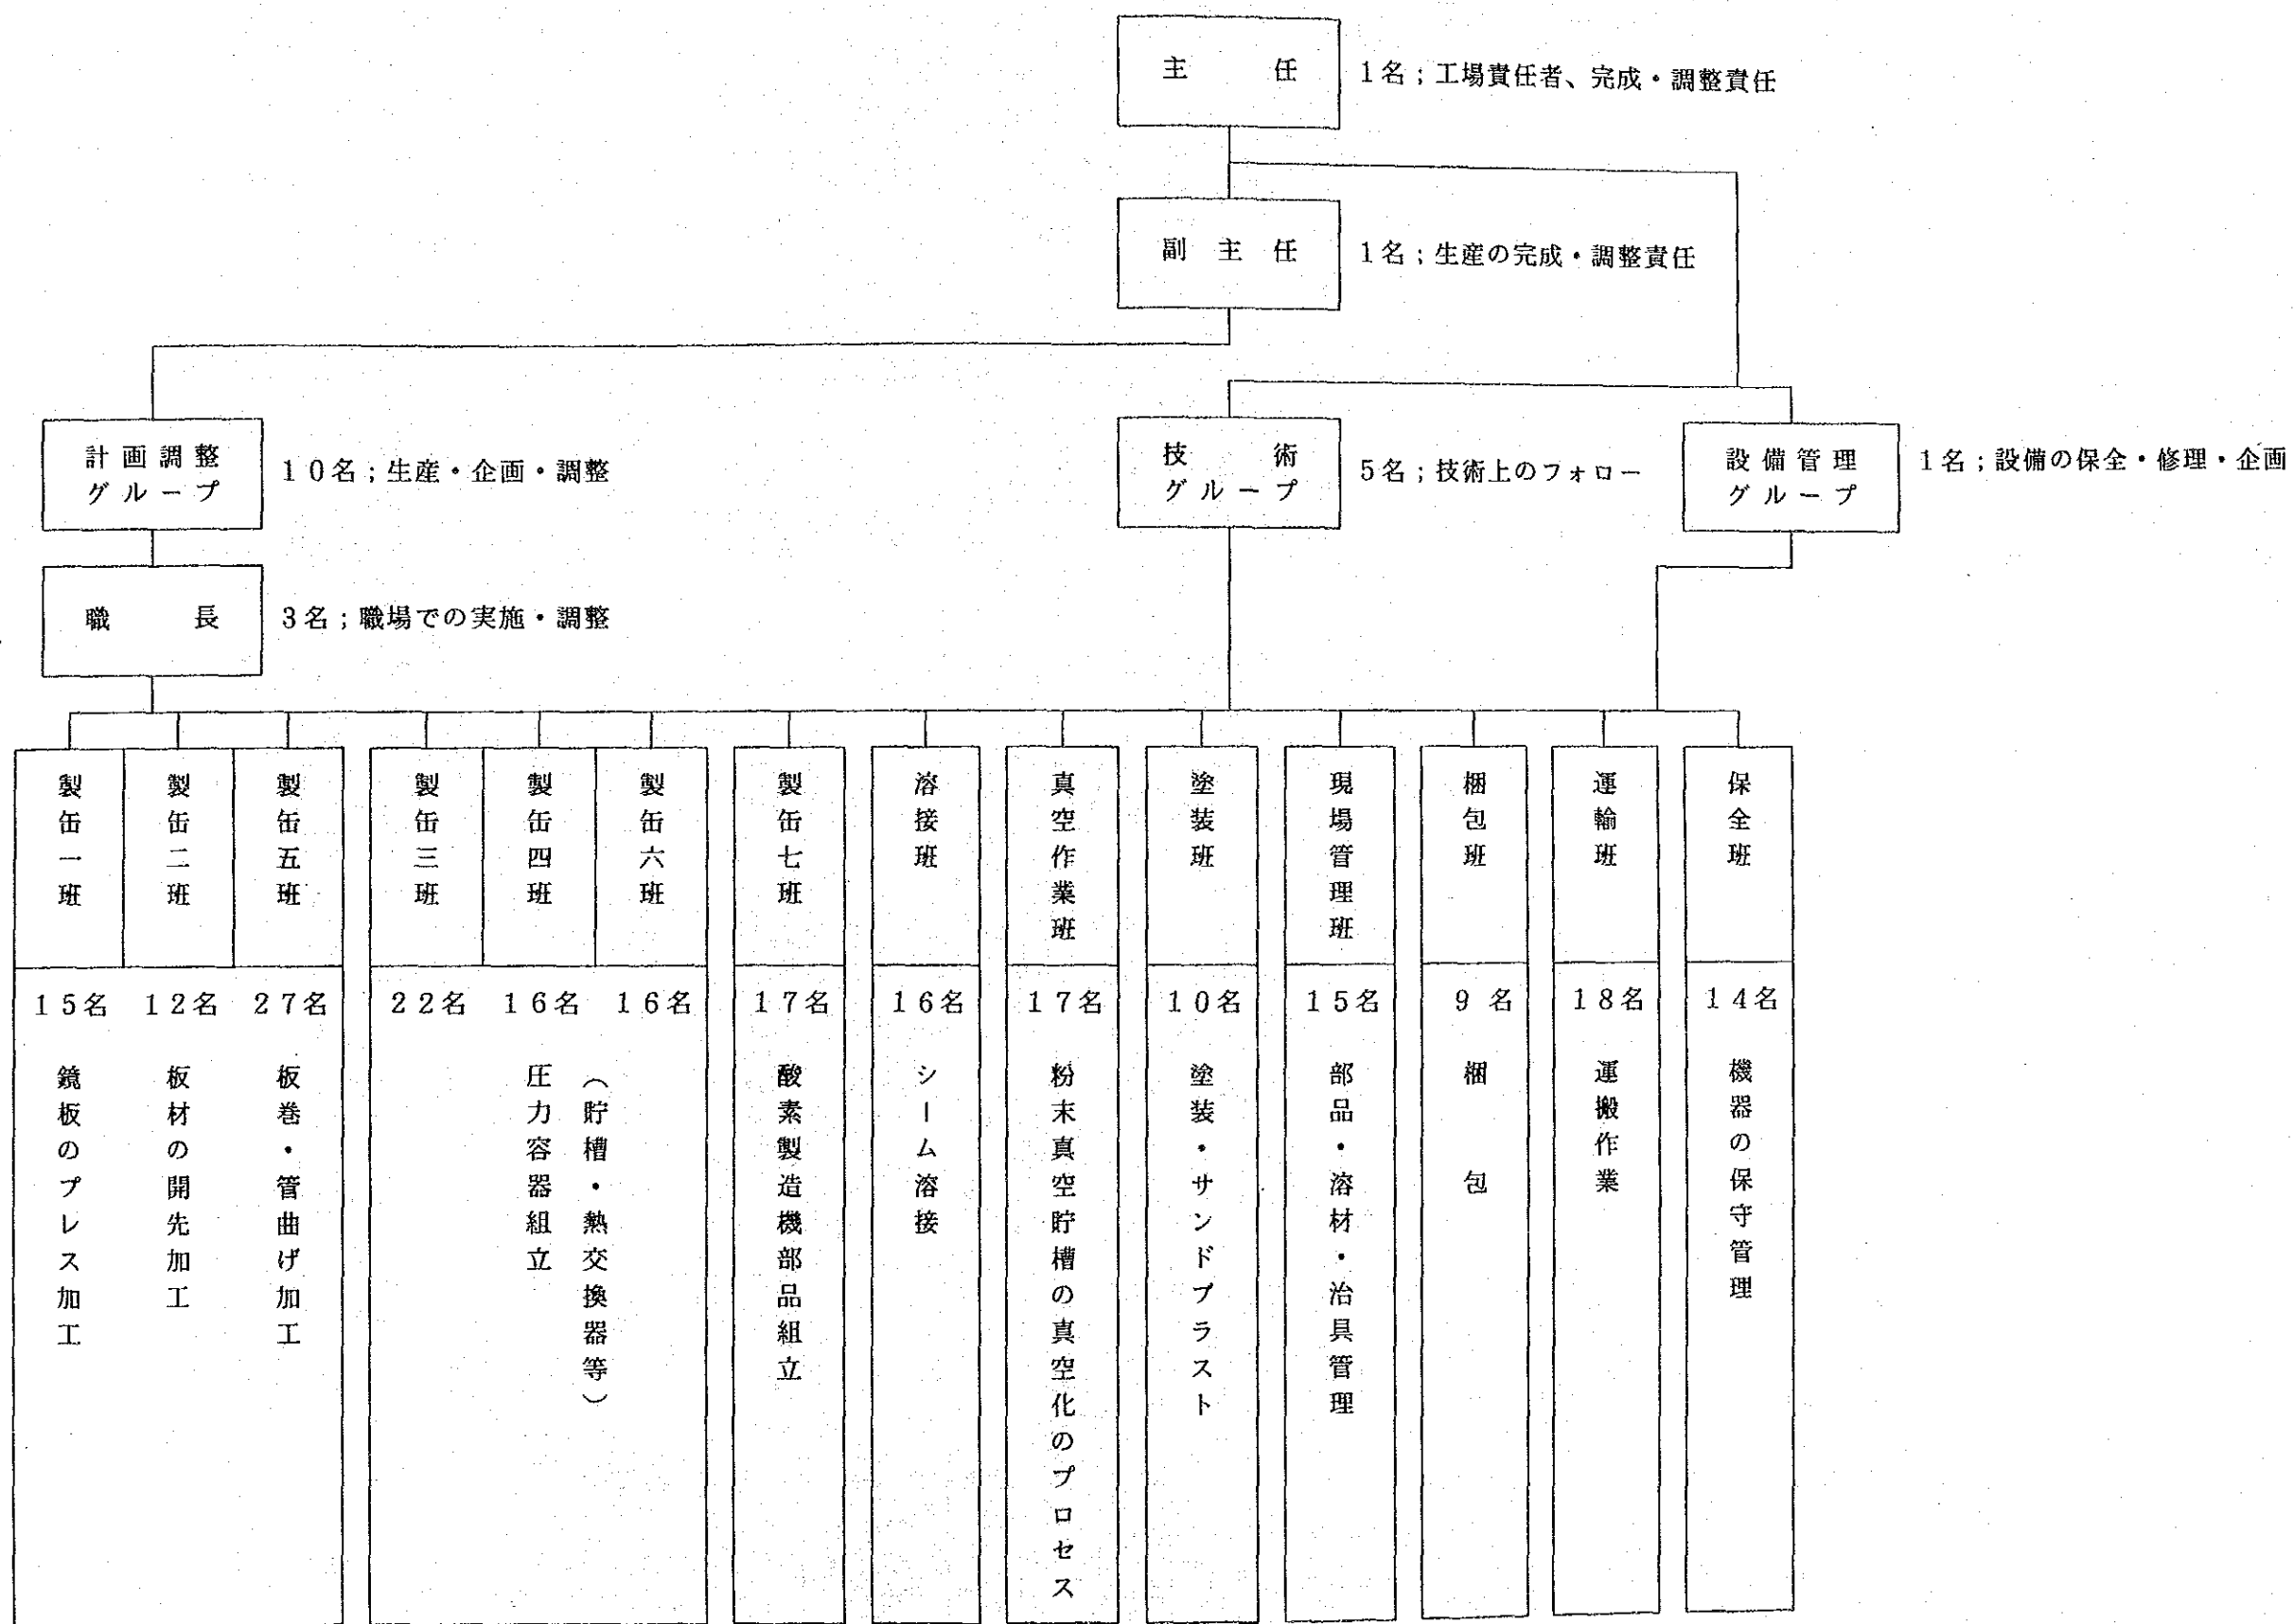 主任
1名；工場責任者、完成・調整責任
副主任
1名；生産の完成・調整責任
計画調整
グループ
10名；生産・企画・調整
技術
グループ
5名；技術上のフォロー
設備管理
グループ
1名；設備の保全・修理・企画
職長
3名；職場での実施・調整
製缶一班
製缶二班
製缶五班
製缶三班
製缶四班
製缶六班
製缶七班
溶接班
真空作業班
塗装班
現場管理班
梱包班
運輸班
保全班
15名
12名
27名
22名
16名
16名
17名
16名
17名
10名
15名
9名
18名
14名
鏡板のプレス加工
板材の開先加工
板巻・管曲げ加工
圧力容器組立
（貯槽・熱交換器等）
酸素製造機部品組立
シーム溶接
粉末真空貯槽の真空化のプロセス
塗装・サンドブラスト
部品・溶材・治具管理
梱包
運搬作業
機器の保守管理